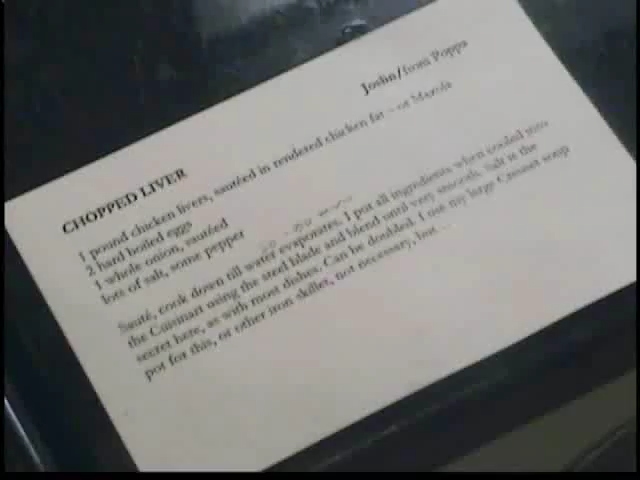 Joslin/from Poppa
CHOPPED LIVER
1 pound chicken livers, sautéed in rendered chicken fat - or Mazola
2 hard boiled eggs
1 whole onion, sautéed
lots of salt, some pepper
Sauté, cook down till water evaporates. I put all ingredients when cooled into
the Cuisinart using the steel blade and blend until very smooth. Salt is the
secret here, as with most dishes. Can be doubled. I use my large Creuset soup
pot for this, or other iron skillet, not necessary, but ...